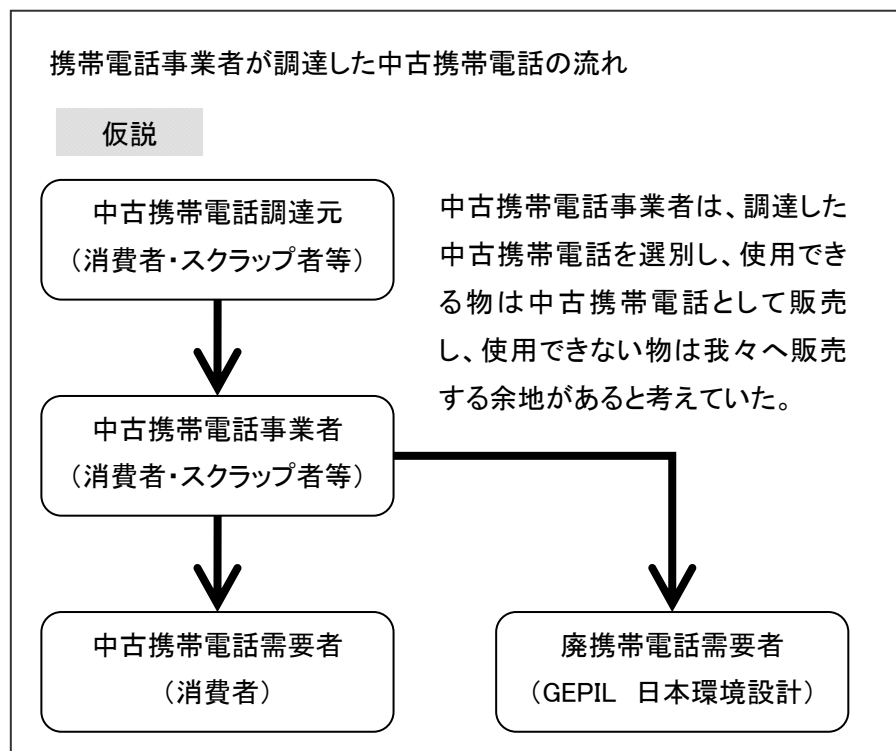 携帯電話事業者が調達した中古携帯電話の流れ
仮説
中古携帯電話調達元
（消費者・スクラップ者等）
中古携帯電話事業者は、調達した
中古携帯電話を選別し、使用でき
る物は中古携帯電話として販売
し、使用できない物は我々へ販売
する余地があると考えていた。
中古携帯電話事業者
（消費者・スクラップ者等）
中古携帯電話需要者
（消費者）
廃携帯電話需要者
（GEPIL 日本環境設計）